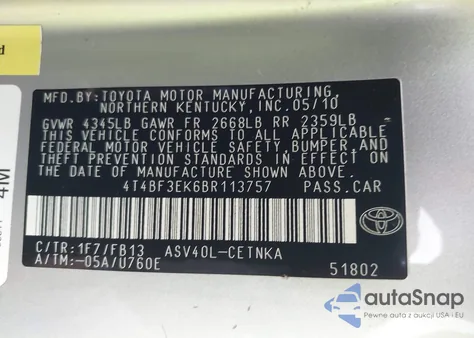 MFD.BY:TOYOTA MOTOR MANUFACTURING,
NORTHERN KENTUCKY,INC.05/10
GVWR 4345LB GAWR FR 2668LB RR 2359LB
THIS VEHICLE CONFORMS TO ALL APPLICABLE
FEDERAL MOTOR VEHICLE SAFETY,BUMPER,AND
THEFT PREVENTION STANDARDS IN EFFECT ON
THE DATE OF MANUFACTURE SHOWN ABOVE.
4T4BF3EK6BR113757 PASS.CAR
C/TR:1F7/FB13 ASV40L-CETNKA
A/TM:-05A/U760E
51802
TOYOTA
4M
autaSnap
Pewne auta z aukcji USA i EU